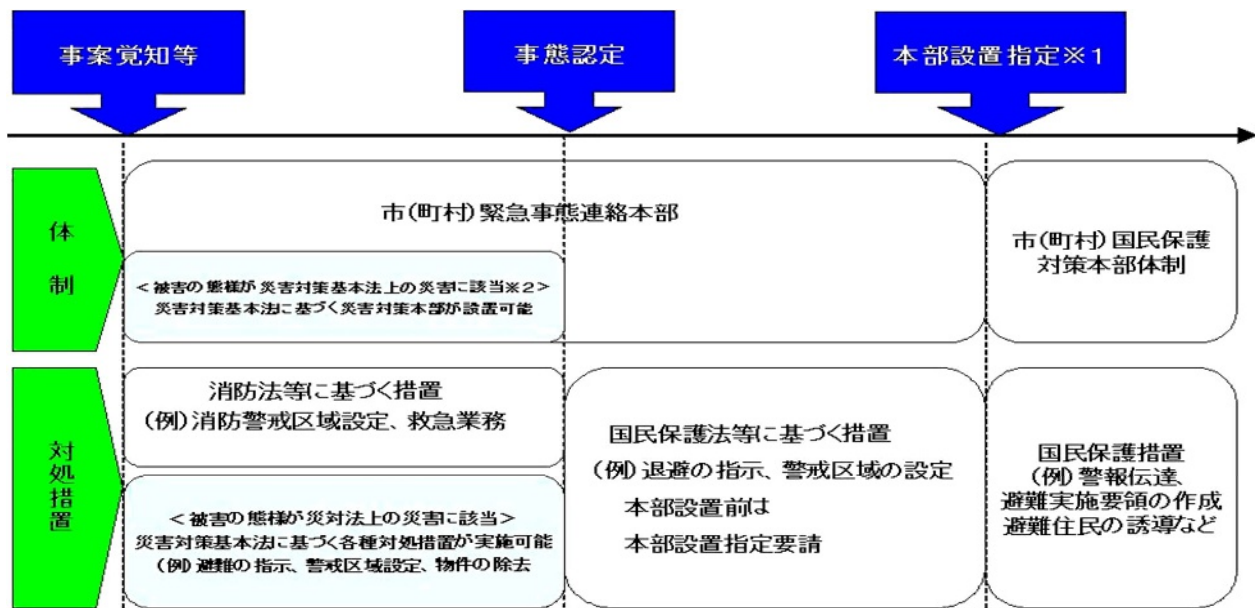 事案覚知等
事態認定
本部設置指定※1
体制
市(町村)緊急事態連絡本部
<被害の態様が災害対策基本法上の災害に該当※2>
災害対策基本法に基づく災害対策本部が設置可能
市(町村)国民保護
対策本部体制
対処措置
消防法等に基づく措置
(例)消防警戒区域設定、救急業務
<被害の態様が災対法上の災害に該当>
災害対策基本法に基づく各種対処措置が実施可能
(例)避難の指示、警戒区域設定、物件の除去
国民保護法等に基づく措置
(例)退避の指示、警戒区域の設定
本部設置前は
本部設置指定要請
国民保護措置
(例)警報伝達、
避難実施要領の作成
避難住民の誘導など